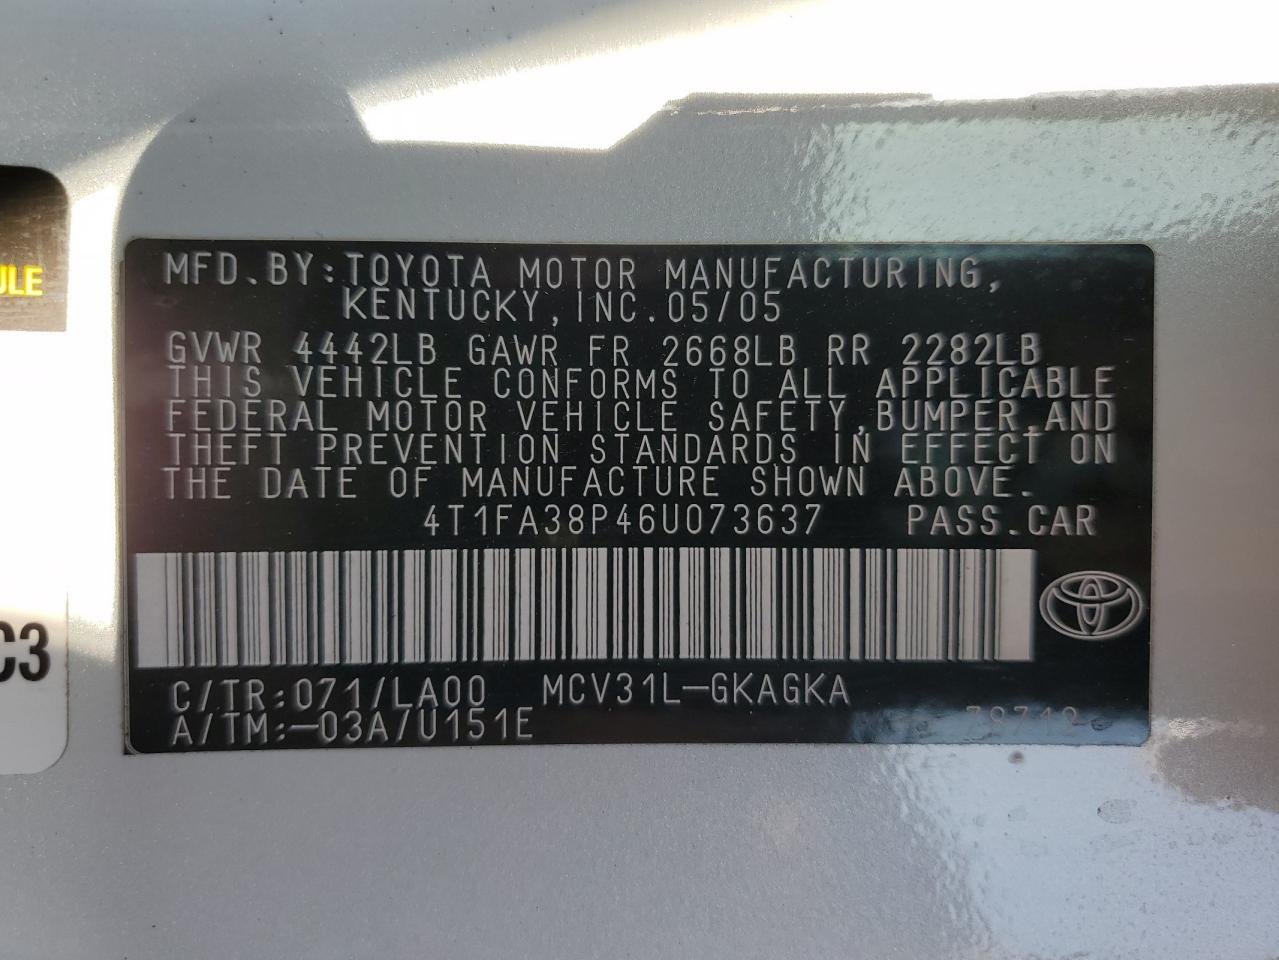 MFD.BY:TOYOTA MOTOR MANUFACTURING,
KENTUCKY,INC.05/05
GVWR 4442LB GAWR FR 2668LB RR 2282LB
THIS VEHICLE CONFORMS TO ALL APPLICABLE
FEDERAL MOTOR VEHICLE SAFETY,BUMPER,AND
THEFT PREVENTION STANDARDS IN EFFECT ON
THE DATE OF MANUFACTURE SHOWN ABOVE.
4T1FA38P46U073637 PASS.CAR
C/TR:071/LA00 MCV31L-GKAGKA
A/TM:-03A/U151E
ULE
C3